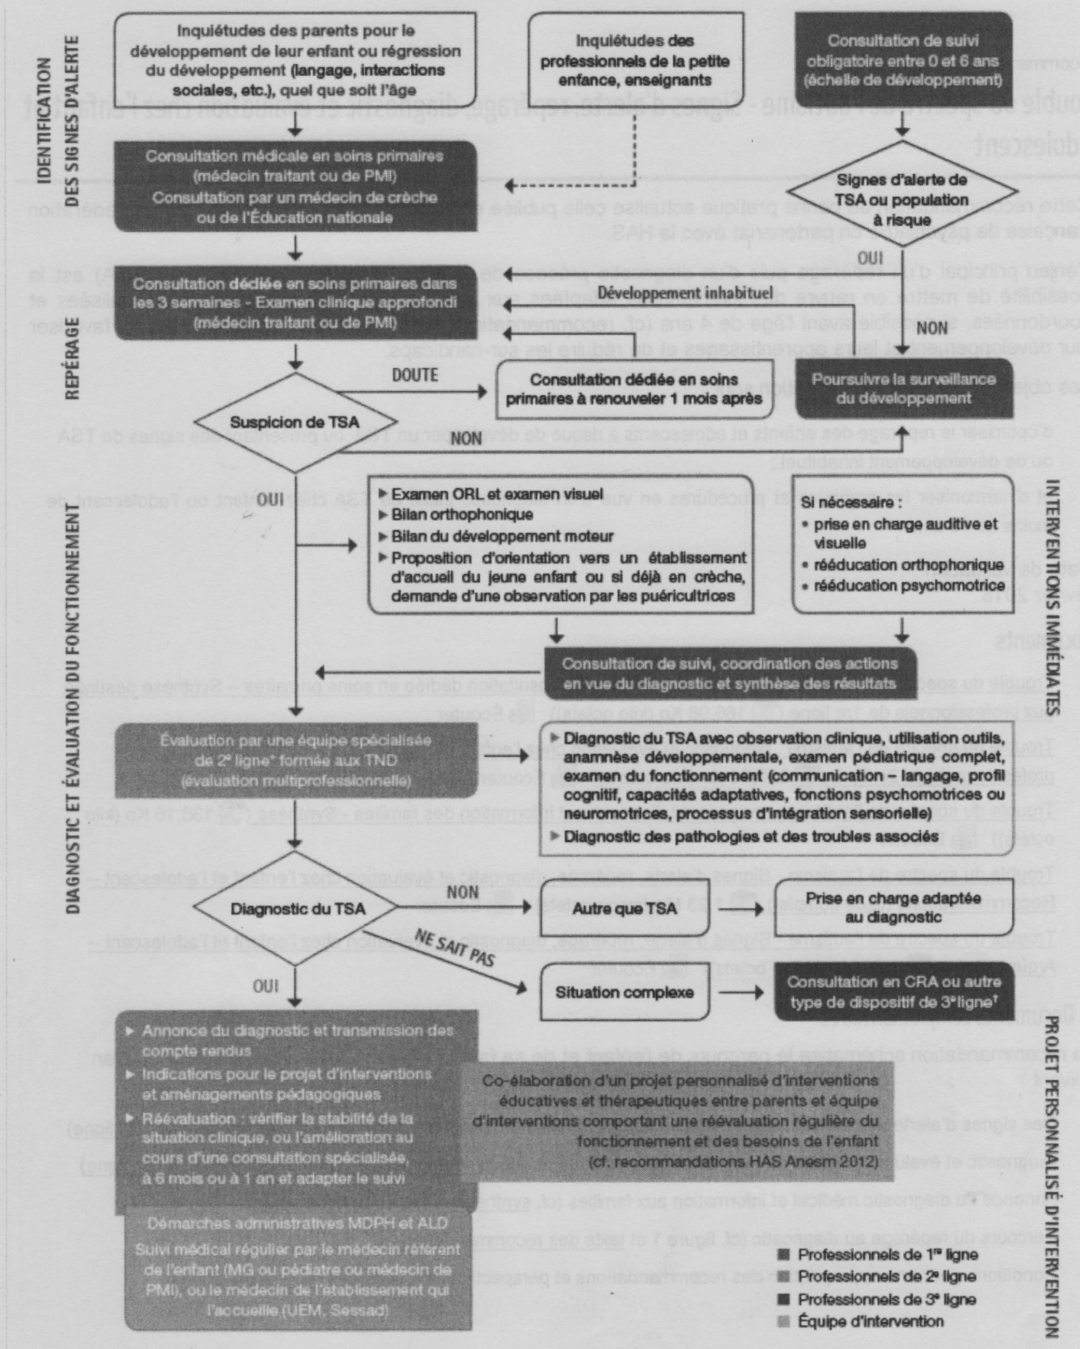 IDENTIFICATION
DES SIGNES D'ALERTE
Inquiétudes des parents pour le
développement de leur enfant ou régression
du développement (langage, interactions
sociales, etc.), quel que soit l'âge
Inquiétudes des
professionnels de la petite
enfance, enseignants
Consultation de suivi
obligatoire entre 0 et 6 ans
(échelle de développement)
Consultation médicale en soins primaires
(médecin traitant ou de PMI)
Consultation par un médecin de crèche
ou de l'Éducation nationale
Signes d'alerte de
TSA ou population
à risque
OUI
NON
REPÉRAGE
Consultation dédiée en soins primaires dans
les 3 semaines - Examen clinique approfondi
(médecin traitant ou de PMI)
Développement inhabituel
DOUTE
Consultation dédiée en soins
primaires à renouveler 1 mois après
Poursuivre la surveillance
du développement
Suspicion de TSA
NON
OUI
DIAGNOSTIC ET ÉVALUATION DU FONCTIONNEMENT
▶ Examen ORL et examen visuel
▶ Bilan orthophonique
▶ Bilan du développement moteur
▶ Proposition d'orientation vers un établissement
d'accueil du jeune enfant ou si déjà en crèche,
demande d'une observation par les puéricultrices
Si nécessaire :
• prise en charge auditive et
visuelle
• rééducation orthophonique
• rééducation psychomotrice
INTERVENTIONS IMMÉDIATES
Consultation de suivi, coordination des actions
en vue du diagnostic et synthèse des résultats
Évaluation par une équipe spécialisée
de 2e ligne* formée aux TND
(évaluation multiprofessionnelle)
▶ Diagnostic du TSA avec observation clinique, utilisation outils,
anamnèse développementale, examen pédiatrique complet,
examen du fonctionnement (communication – langage, profil
cognitif, capacités adaptatives, fonctions psychomotrices ou
neuromotrices, processus d'intégration sensorielle)
▶ Diagnostic des pathologies et des troubles associés
Diagnostic du TSA
NON
Autre que TSA
Prise en charge adaptée
au diagnostic
NE SAIT PAS
Situation complexe
Consultation en CRA ou autre
type de dispositif de 3e ligne†
OUI
▶ Annonce du diagnostic et transmission des
compte rendus
▶ Indications pour le projet d'interventions
et aménagements pédagogiques
▶ Réévaluation : vérifier la stabilité de la
situation clinique, ou l'amélioration au
cours d'une consultation spécialisée,
à 6 mois ou à 1 an et adapter le suivi
Co-élaboration d'un projet personnalisé d'interventions
éducatives et thérapeutiques entre parents et équipe
d'interventions comportant une réévaluation régulière du
fonctionnement et des besoins de l'enfant
(cf. recommandations HAS Anesm 2012)
PROJET PERSONNALISÉ D'INTERVENTION
Démarches administratives MDPH et ALD
Suivi médical régulier par le médecin référent
de l'enfant (MG ou pédiatre ou médecin de
PMI), ou le médecin de l'établissement qui
l'accueille (UEM, Sessad)
Professionnels de 1re ligne
Professionnels de 2e ligne
Professionnels de 3e ligne
Équipe d'intervention